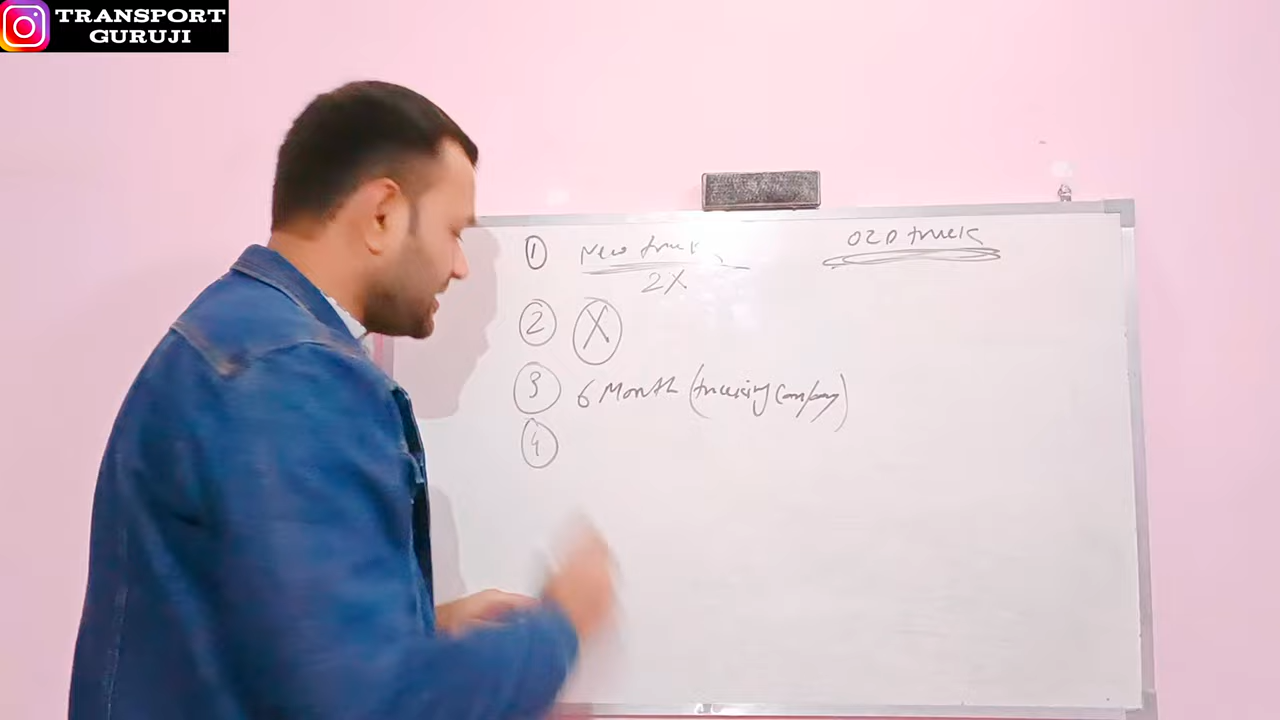 TRANSPORT
GURUJI
① New truck OLD truck
2X
② X
③ 6 Month (trucking Company)
④